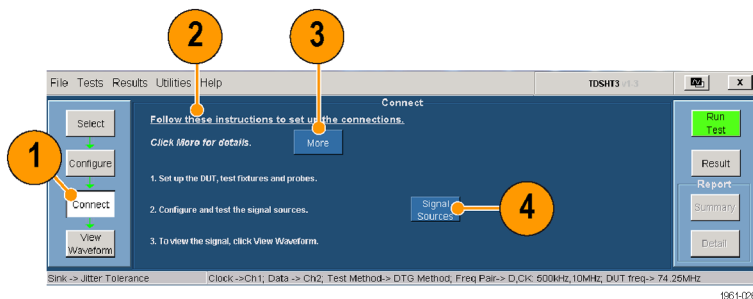 2
3
File Tests Results Utilities Help
TDSHT3 v1.3
X
Connect
Select
Follow these instructions to set up the connections.
Run
Test
Click More for details.
More
1
Configure
Result
1. Set up the DUT, test fixtures and probes.
Report
Connect
2. Configure and test the signal sources.
Signal
Sources
4
Summary
View
Waveform
3. To view the signal, click View Waveform.
Detail
Sink -> Jitter Tolerance
Clock ->Ch1; Data -> Ch2; Test Method-> DTG Method; Freq Pair-> D,CK: 500kHz,10MHz; DUT freq-> 74.25MHz